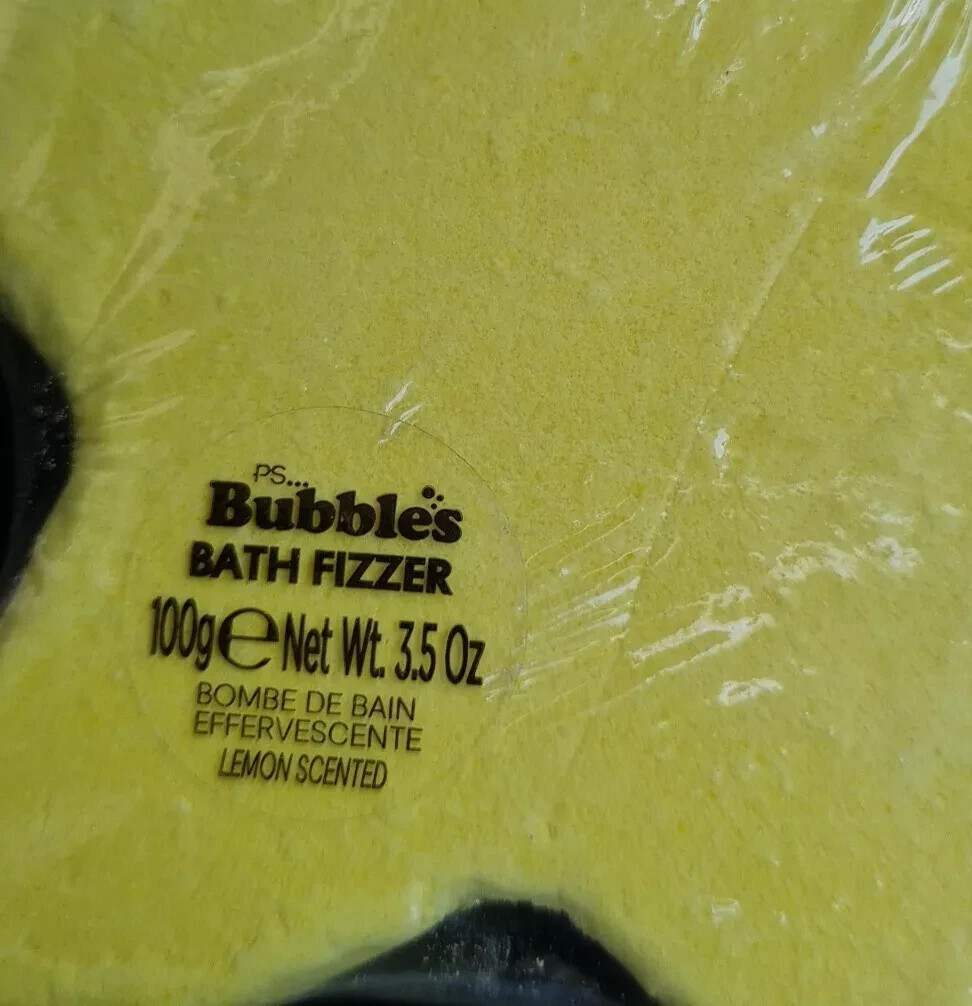 PS...
Bubbles
BATH FIZZER
100g℮ Net Wt. 3.5 Oz
BOMBE DE BAIN
EFFERVESCENTE
LEMON SCENTED